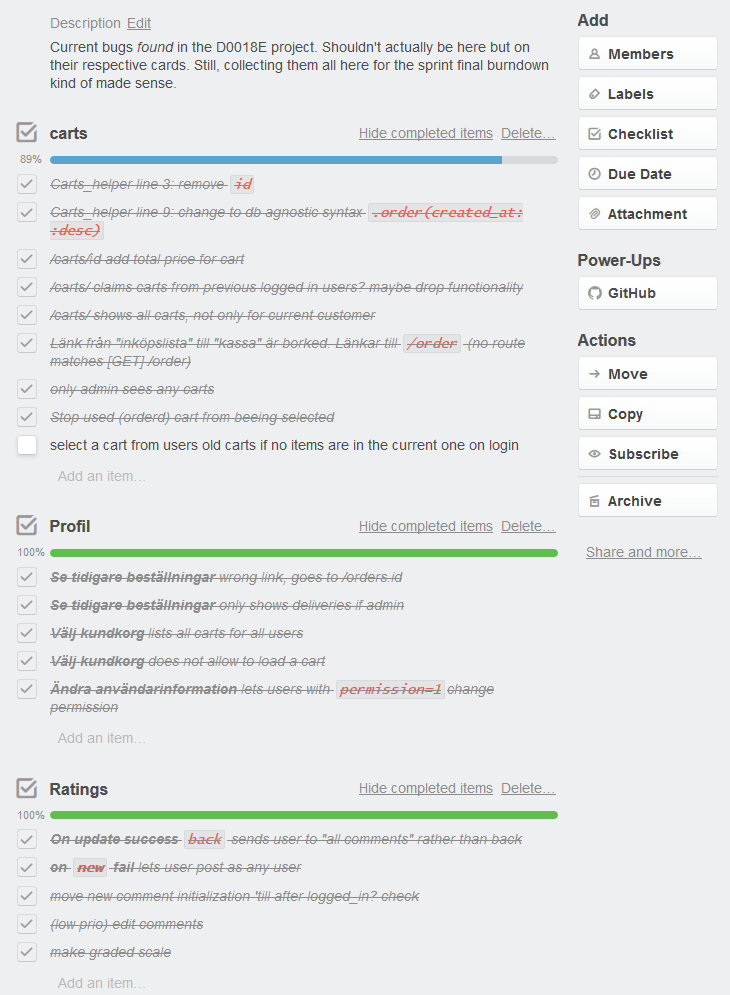 Description Edit
Current bugs found in the D0018E project. Shouldn't actually be here but on
their respective cards. Still, collecting them all here for the sprint final burndown
kind of made sense.
carts
Hide completed items Delete…
89%
Carts_helper line 3: remove id
Carts_helper line 9: change to db agnostic syntax .order(created_at:
:desc)
/carts/id add total price for cart
/carts/ claims carts from previous logged in users? maybe drop functionality
/carts/ shows all carts, not only for current customer
Länk från "inköpslista" till "kassa" är borked. Länkar till /order (no route
matches [GET] /order)
only admin sees any carts
Stop used (orderd) cart from beeing selected
select a cart from users old carts if no items are in the current one on login
Add an item…
Profil
Hide completed items Delete…
100%
Se tidigare beställningar wrong link, goes to /orders.id
Se tidigare beställningar only shows deliveries if admin
Välj kundkorg lists all carts for all users
Välj kundkorg does not allow to load a cart
Ändra användarinformation lets users with permission=1 change
permission
Add an item…
Ratings
Hide completed items Delete…
100%
On update success back sends user to "all comments" rather than back
on new fail lets user post as any user
move new comment initialization 'till after logged_in? check
(low prio) edit comments
make graded scale
Add an item…
Add
Members
Labels
Checklist
Due Date
Attachment
Power-Ups
GitHub
Actions
Move
Copy
Subscribe
Archive
Share and more…